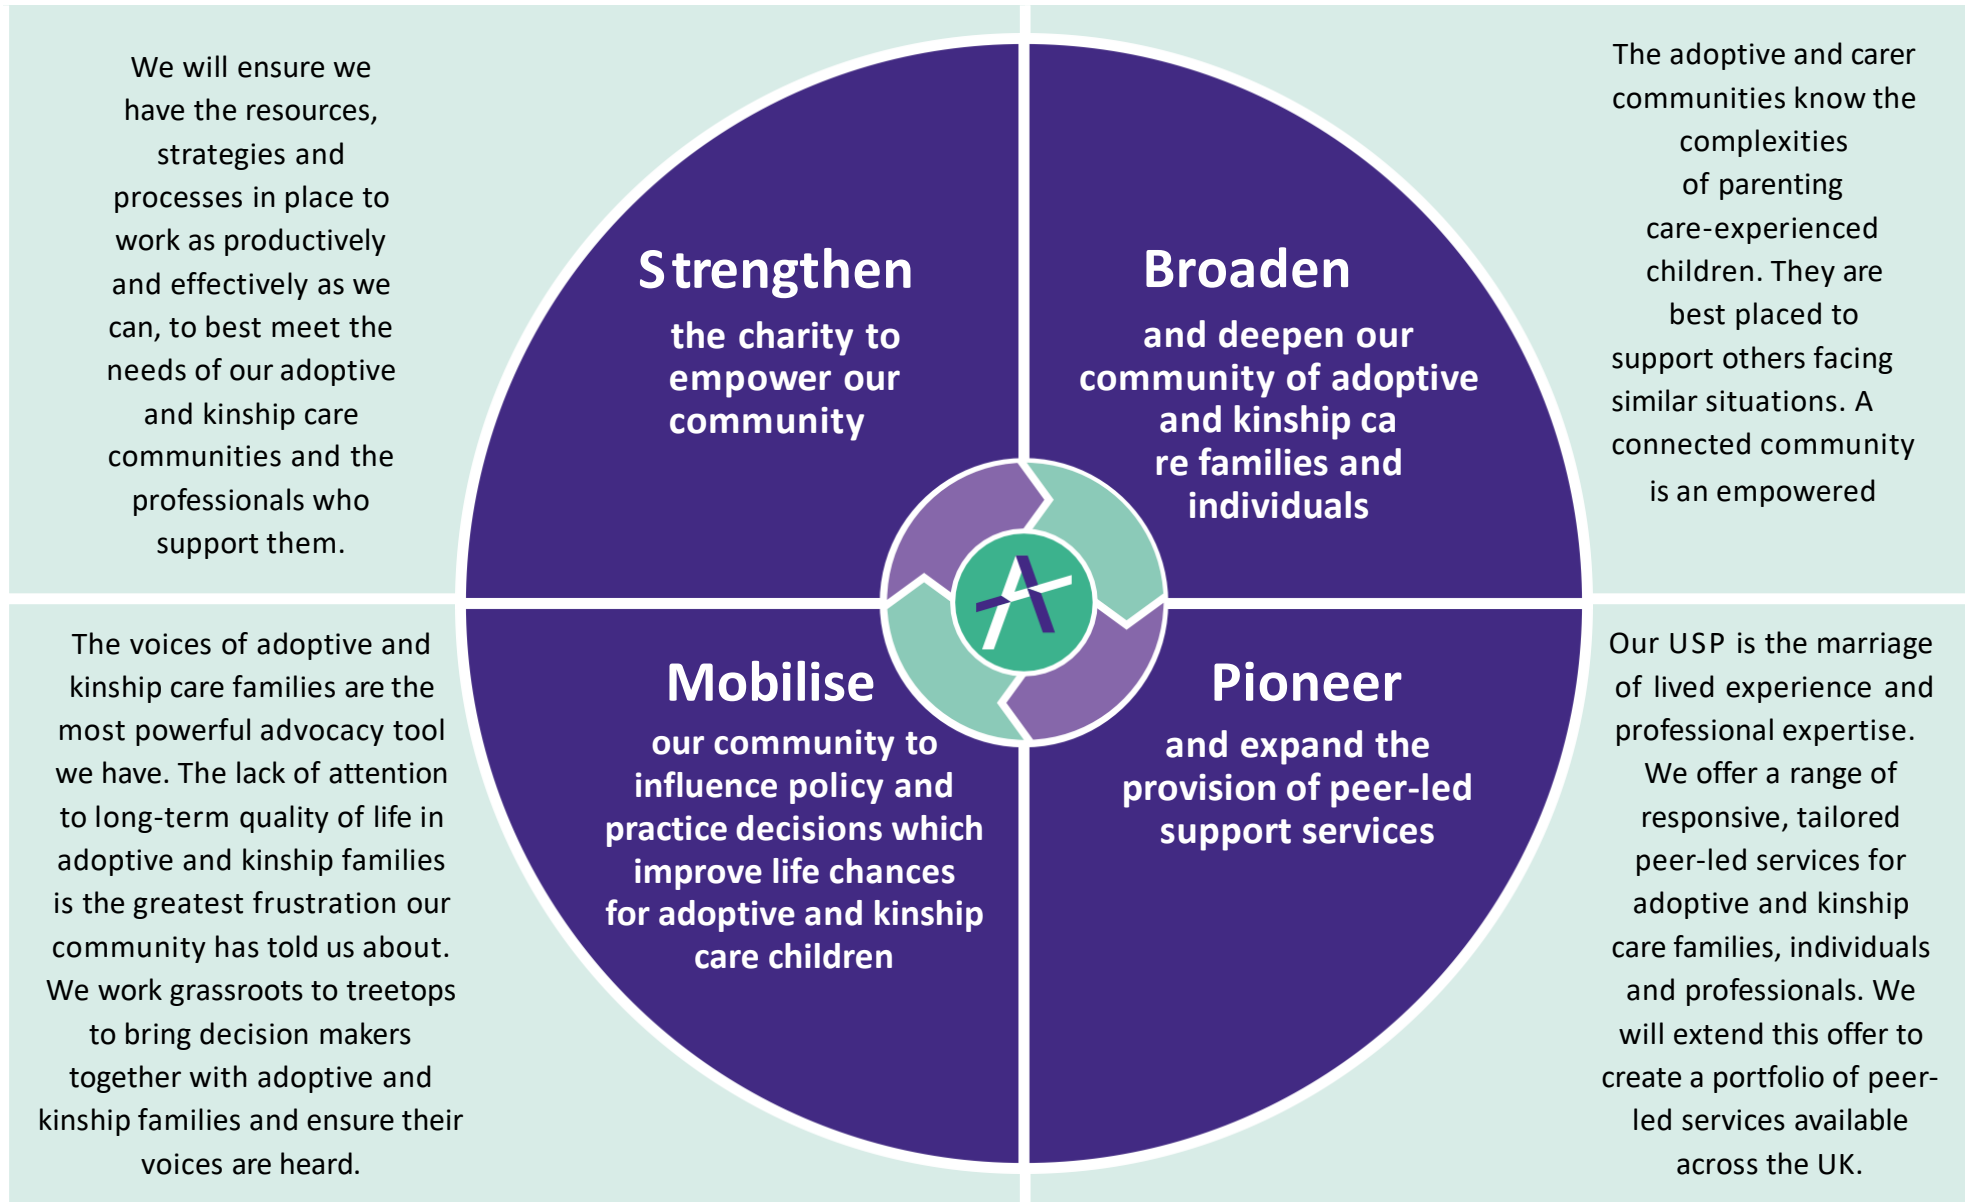 We will ensure we
have the resources,
strategies and
processes in place to
work as productively
and effectively as we
can, to best meet the
needs of our adoptive
and kinship care
communities and the
professionals who
support them.
Strengthen
the charity to
empower our
community
Broaden
and deepen our
community of adoptive
and kinship ca
re families and
individuals
The adoptive and carer
communities know the
complexities
of parenting
care-experienced
children. They are
best placed to
support others facing
similar situations. A
connected community
is an empowered
The voices of adoptive and
kinship care families are the
most powerful advocacy tool
we have. The lack of attention
to long-term quality of life in
adoptive and kinship families
is the greatest frustration our
community has told us about.
We work grassroots to treetops
to bring decision makers
together with adoptive and
kinship families and ensure their
voices are heard.
Mobilise
our community to
influence policy and
practice decisions which
improve life chances
for adoptive and kinship
care children
Pioneer
and expand the
provision of peer-led
support services
Our USP is the marriage
of lived experience and
professional expertise.
We offer a range of
responsive, tailored
peer-led services for
adoptive and kinship
care families, individuals
and professionals. We
will extend this offer to
create a portfolio of peer-
led services available
across the UK.